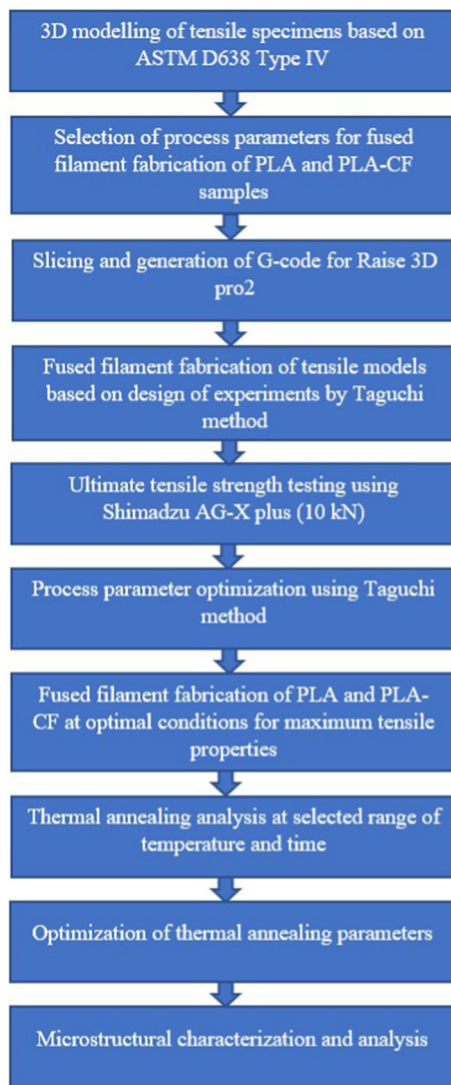 3D modelling of tensile specimens based on
ASTM D638 Type IV
Selection of process parameters for fused
filament fabrication of PLA and PLA-CF
samples
Slicing and generation of G-code for Raise 3D
pro2
Fused filament fabrication of tensile models
based on design of experiments by Taguchi
method
Ultimate tensile strength testing using
Shimadzu AG-X plus (10 kN)
Process parameter optimization using Taguchi
method
Fused filament fabrication of PLA and PLA-
CF at optimal conditions for maximum tensile
properties
Thermal annealing analysis at selected range of
temperature and time
Optimization of thermal annealing parameters
Microstructural characterization and analysis